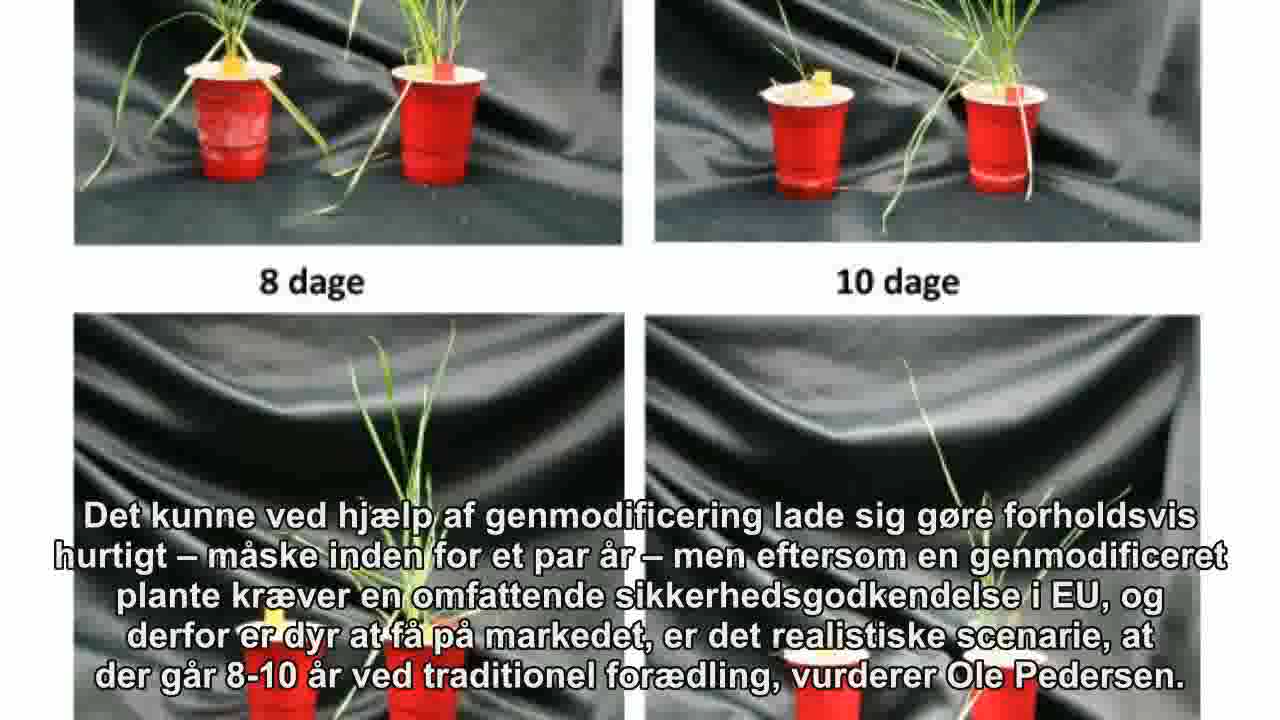 8 dage
10 dage
Det kunne ved hjælp af genmodificering lade sig gøre forholdsvis
hurtigt – måske inden for et par år – men eftersom en genmodificeret
plante kræver en omfattende sikkerhedsgodkendelse i EU, og
derfor er dyr at få på markedet, er det realistiske scenarie, at
der går 8-10 år ved traditionel forædling, vurderer Ole Pedersen.